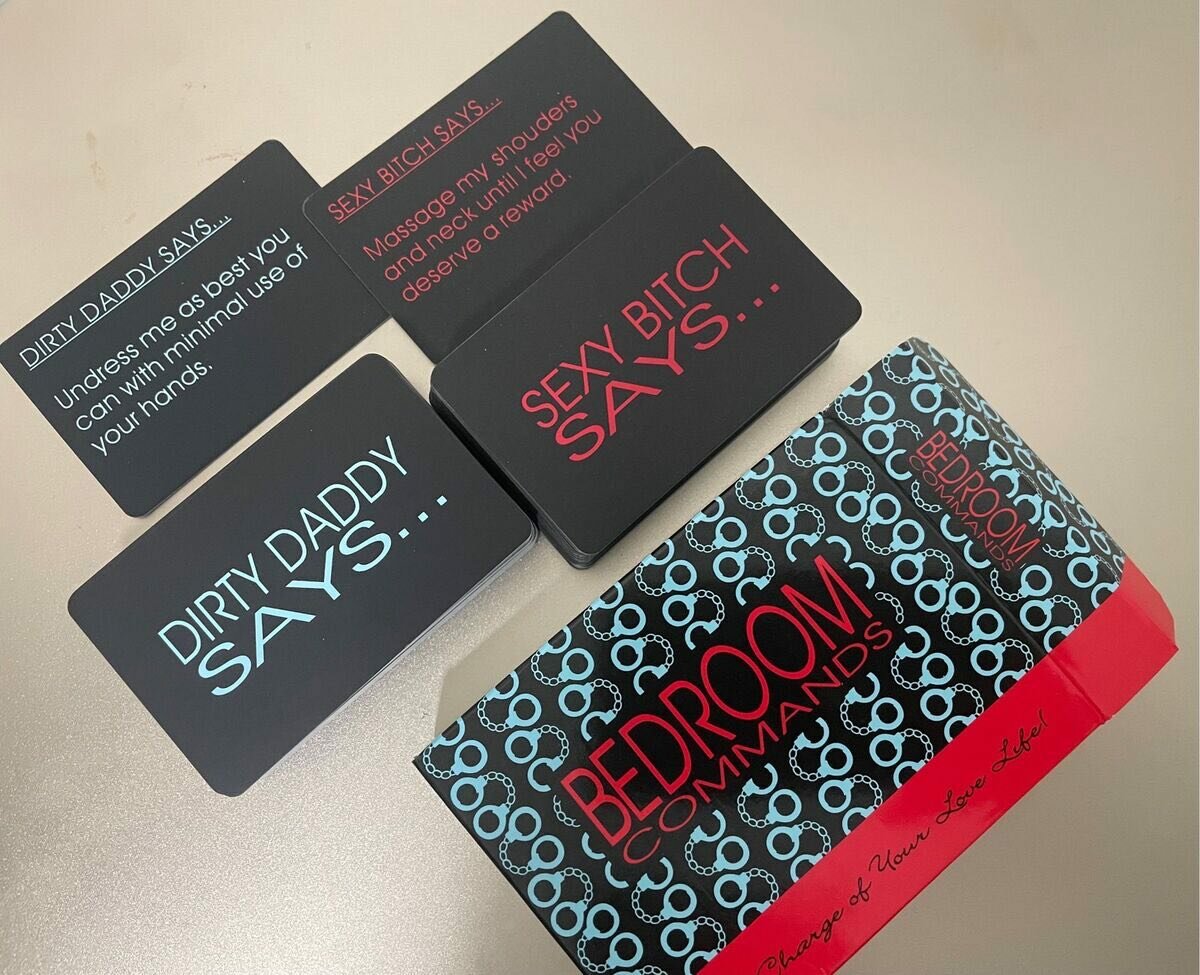 DIRTY DADDY SAYS...
Undress me as best you
can with minimal use of
your hands.
SEXY BITCH SAYS...
Massage my shouders
and neck until I feel you
deserve a reward.
SEXY BITCH
SAYS...
DIRTY DADDY
SAYS...
BEDROOM
COMMANDS
BEDROOM
COMMANDS
Charge of Your Love Life!